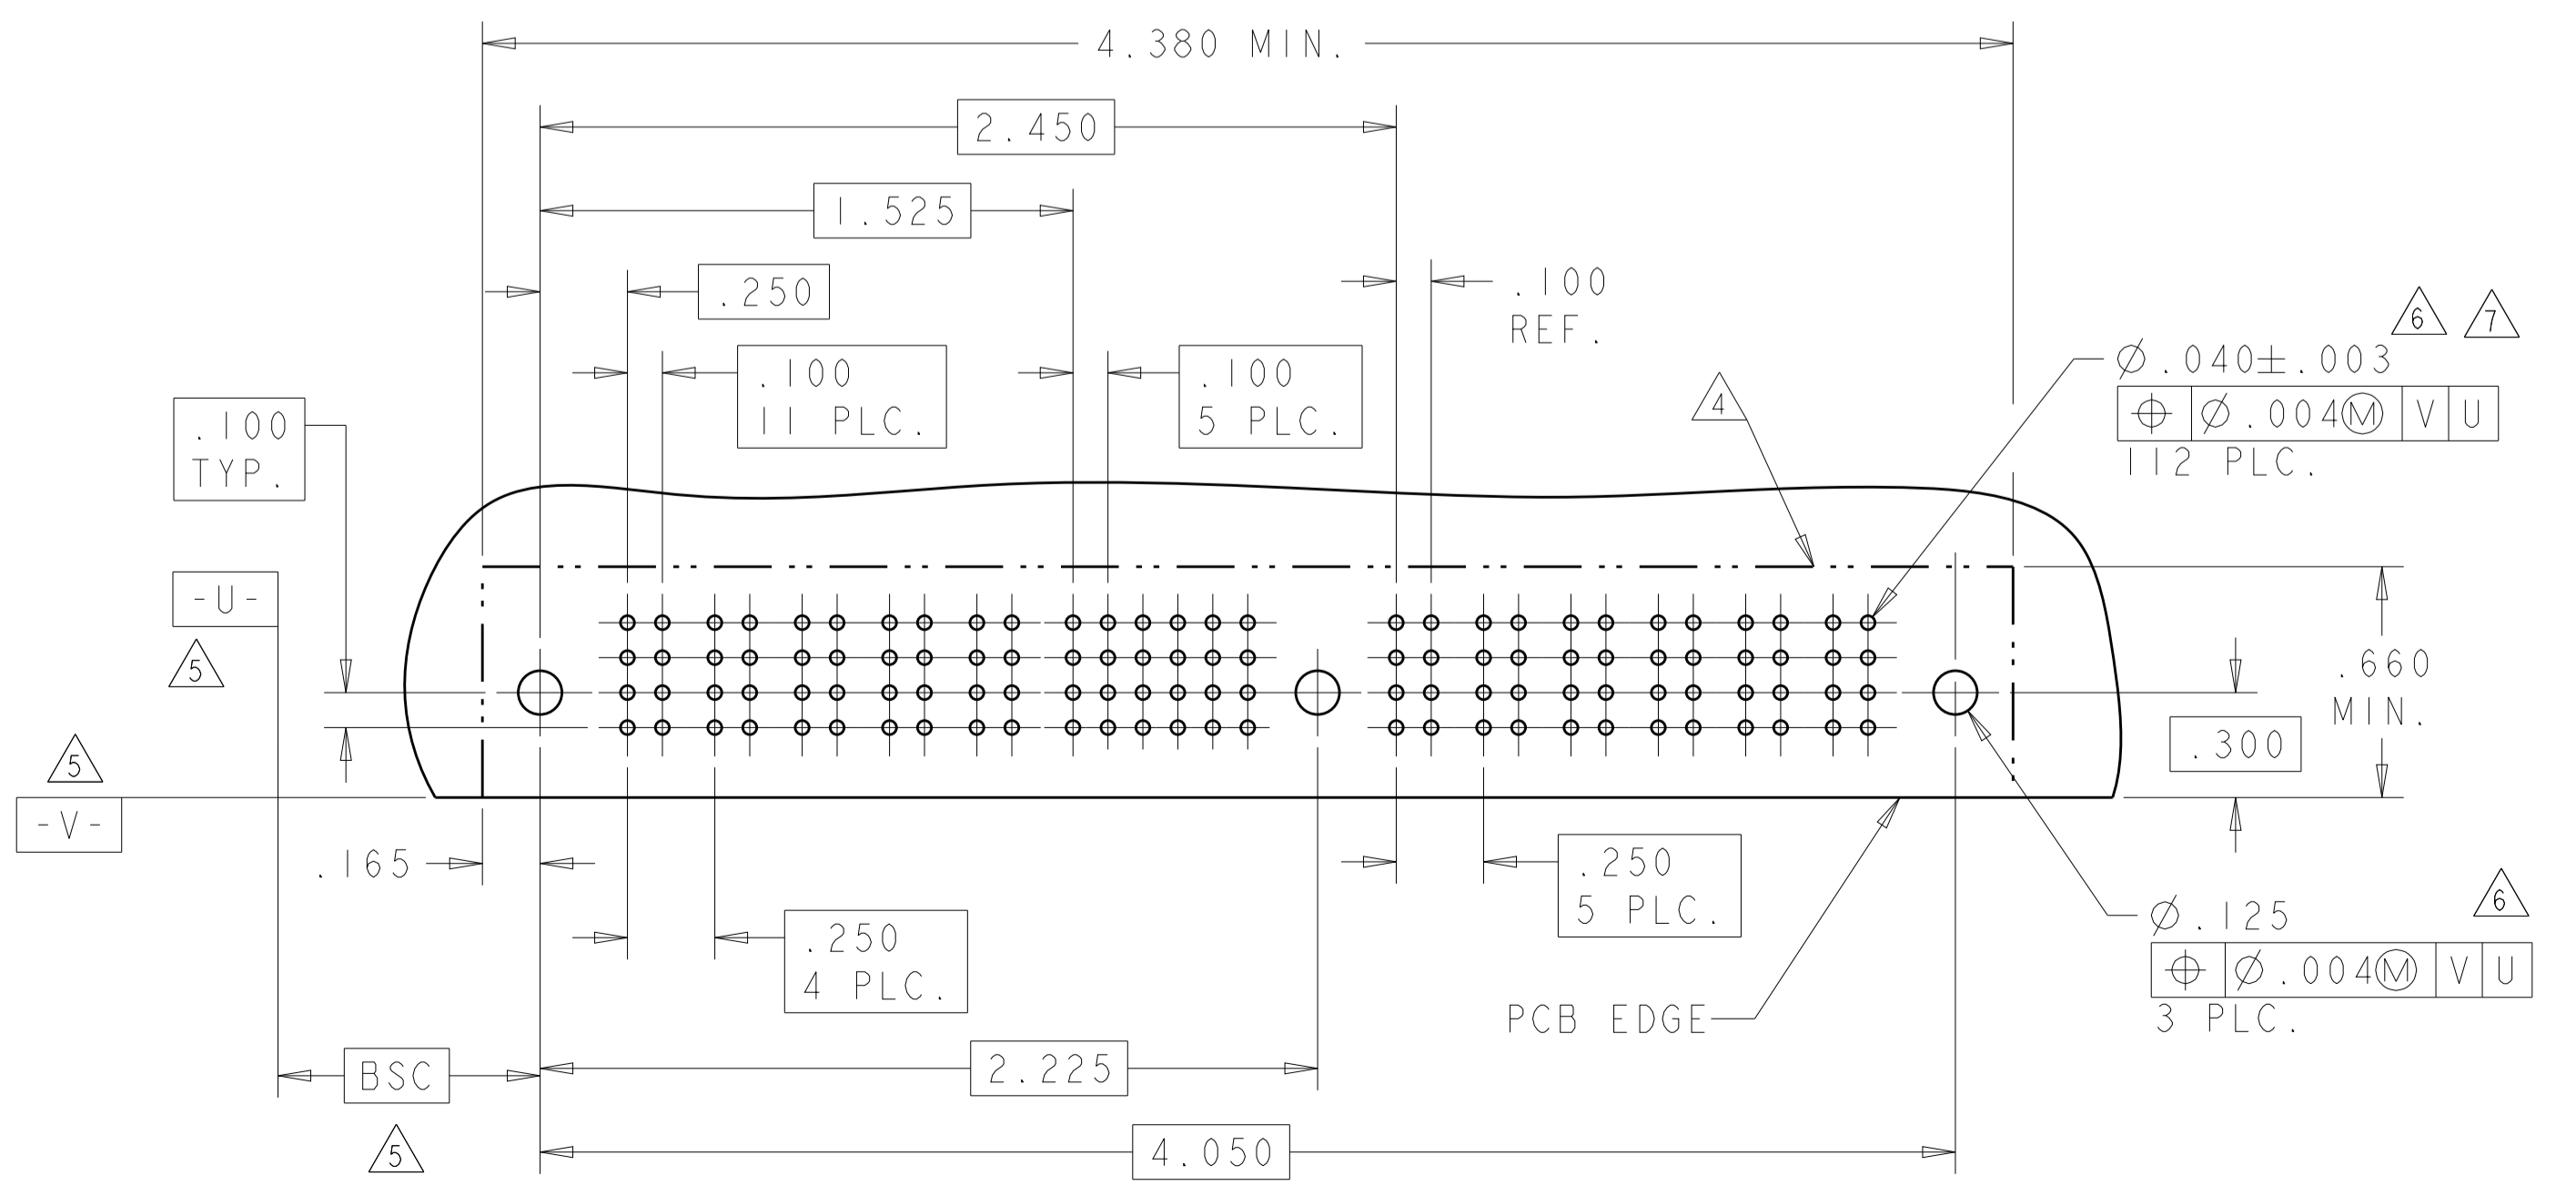 4.380 MIN.
2.450
1.525
.250
.100
REF.
6 7
Ø.040±.003
⌖ Ø.004Ⓜ V U
112 PLC.
.100
11 PLC.
.100
5 PLC.
4
.100
TYP.
-U-
5
.660
MIN.
.300
5
-V-
.165
.250
5 PLC.
6
Ø.125
⌖ Ø.004Ⓜ V U
3 PLC.
.250
4 PLC.
PCB EDGE
BSC
2.225
5
4.050